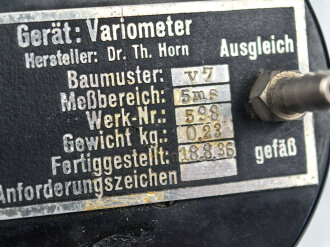 Gerät: Variometer
Hersteller: Dr. Th. Horn
Ausgleich
Baumuster: v7
Meßbereich: 5ms
Werk-Nr.: 598
Gewicht kg.: 0,23
Fertiggestellt: 18.8.36
gefäß
Anforderungszeichen